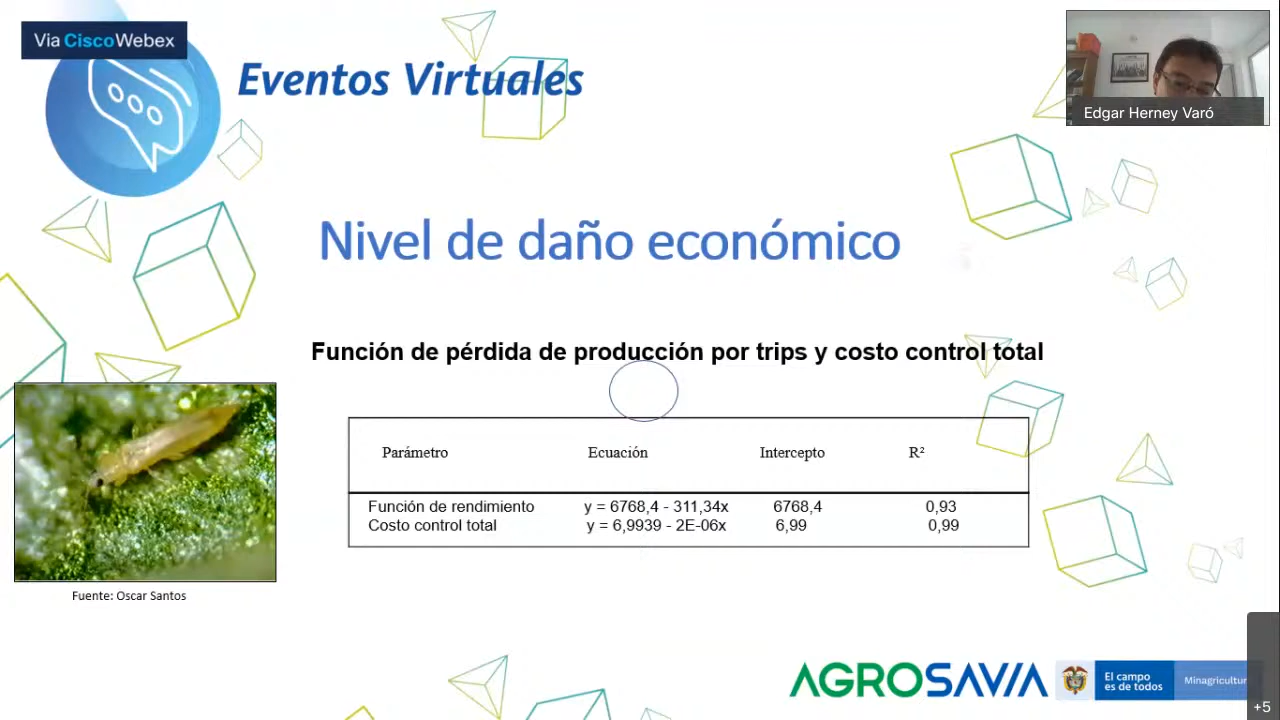 Via CiscoWebex
Eventos Virtuales
Edgar Herney Varó
Nivel de daño económico
Función de pérdida de producción por trips y costo control total
Parámetro Ecuación Intercepto R²
Función de rendimiento y = 6768,4 - 311,34x 6768,4 0,93
Costo control total y = 6,9939 - 2E-06x 6,99 0,99
Fuente: Oscar Santos
AGROSAVIA
El campo
es de todos
Minagricultur
+5